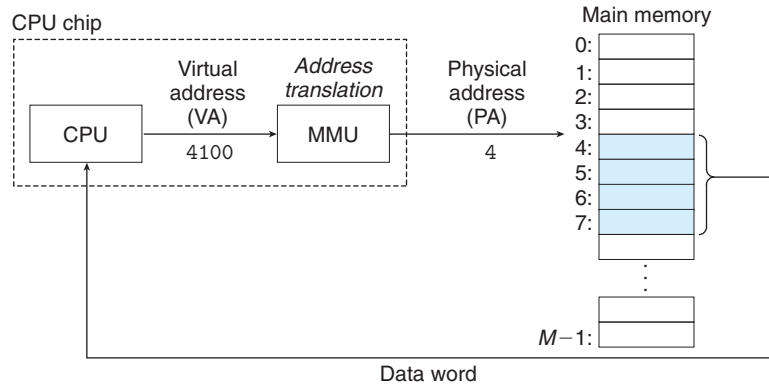 CPU chip
Main memory
Virtual
address
(VA)
Address
translation
Physical
address
(PA)
CPU
MMU
4100
4
0:
1:
2:
3:
4:
5:
6:
7:
M−1:
Data word